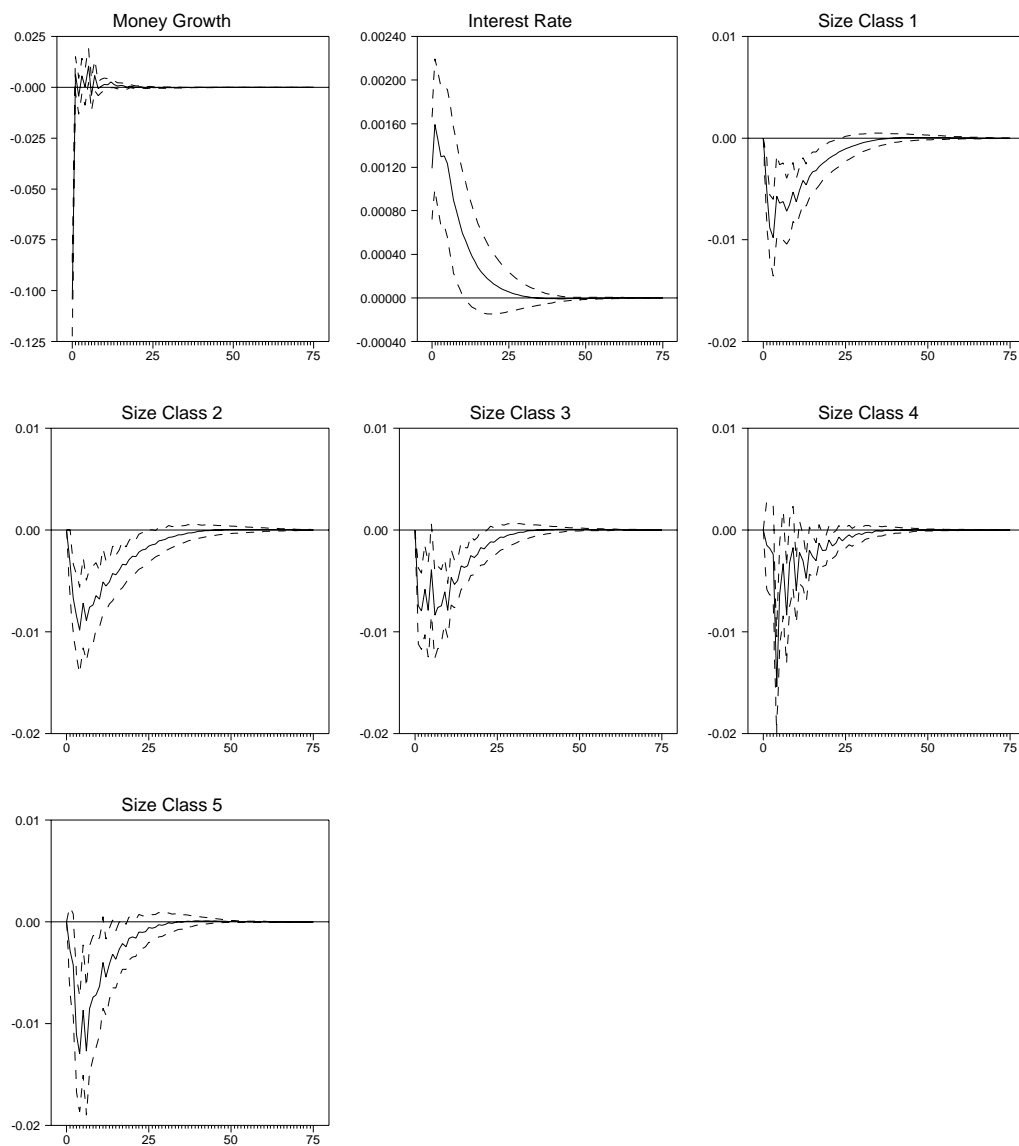 Money Growth
0.025
-0.000
-0.025
-0.050
-0.075
-0.100
-0.125
0 25 50 75
Interest Rate
0.00240
0.00200
0.00160
0.00120
0.00080
0.00040
0.00000
-0.00040
0 25 50 75
Size Class 1
0.01
0.00
-0.01
-0.02
0 25 50 75
Size Class 2
0.01
0.00
-0.01
-0.02
0 25 50 75
Size Class 3
0.01
0.00
-0.01
-0.02
0 25 50 75
Size Class 4
0.01
0.00
-0.01
-0.02
0 25 50 75
Size Class 5
0.01
0.00
-0.01
-0.02
0 25 50 75